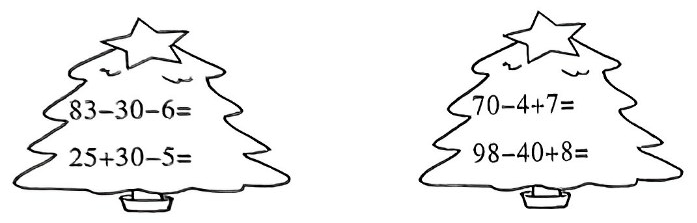 83-30-6=
25+30-5=
70-4+7=
98-40+8=